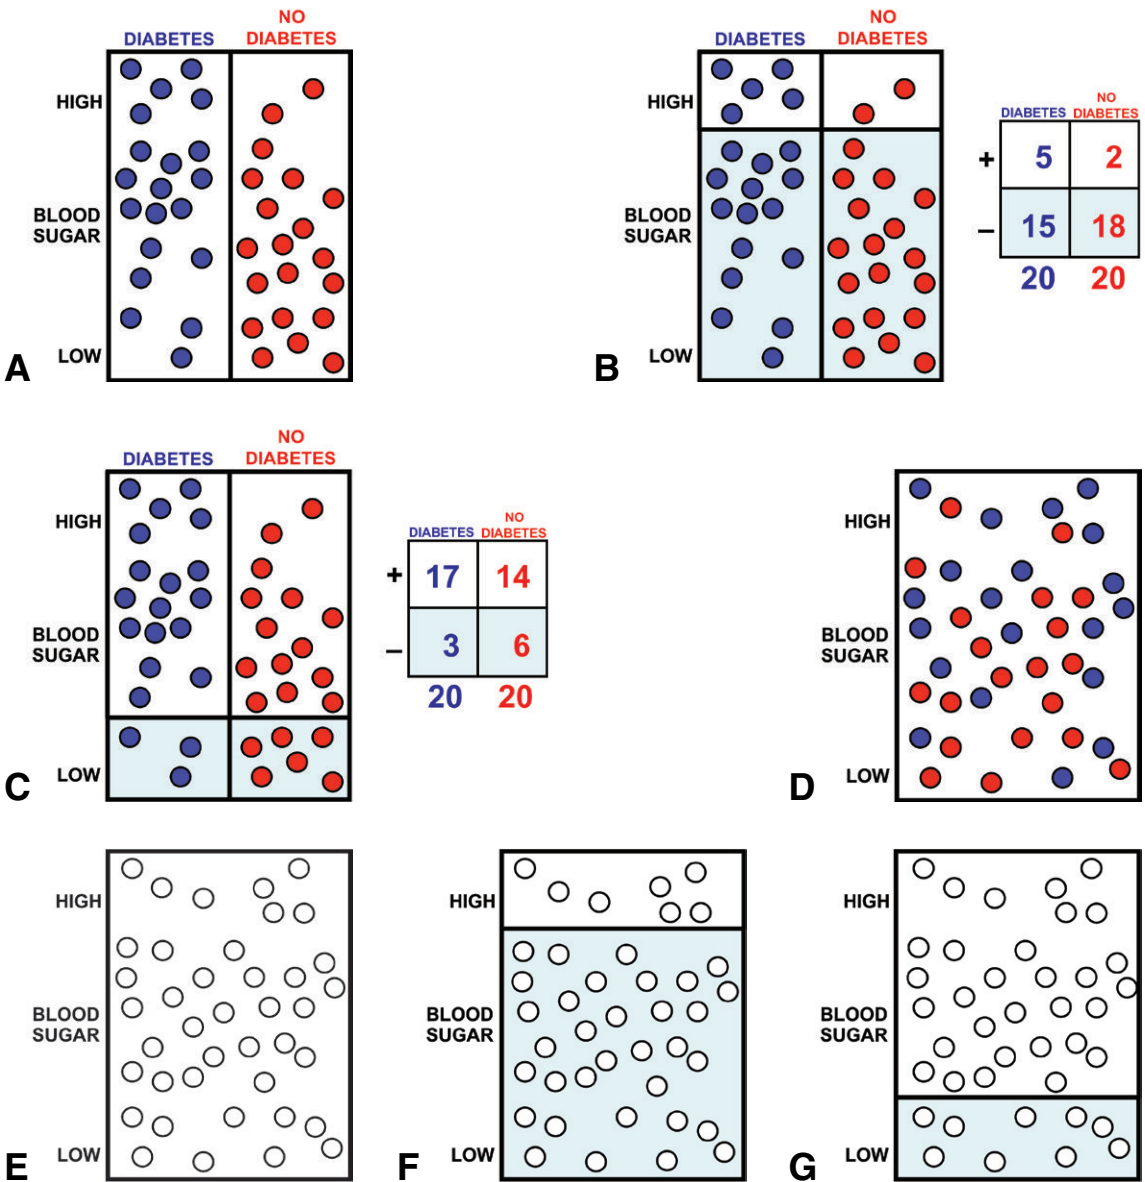 DIABETES
NO
DIABETES
HIGH
BLOOD
SUGAR
LOW
A
DIABETES
NO
DIABETES
HIGH
BLOOD
SUGAR
LOW
B
DIABETES
NO
DIABETES
+ 5 2
– 15 18
20 20
DIABETES
NO
DIABETES
HIGH
BLOOD
SUGAR
LOW
C
DIABETES
NO
DIABETES
+ 17 14
– 3 6
20 20
HIGH
BLOOD
SUGAR
LOW
D
HIGH
BLOOD
SUGAR
LOW
E
HIGH
BLOOD
SUGAR
LOW
F
HIGH
BLOOD
SUGAR
LOW
G